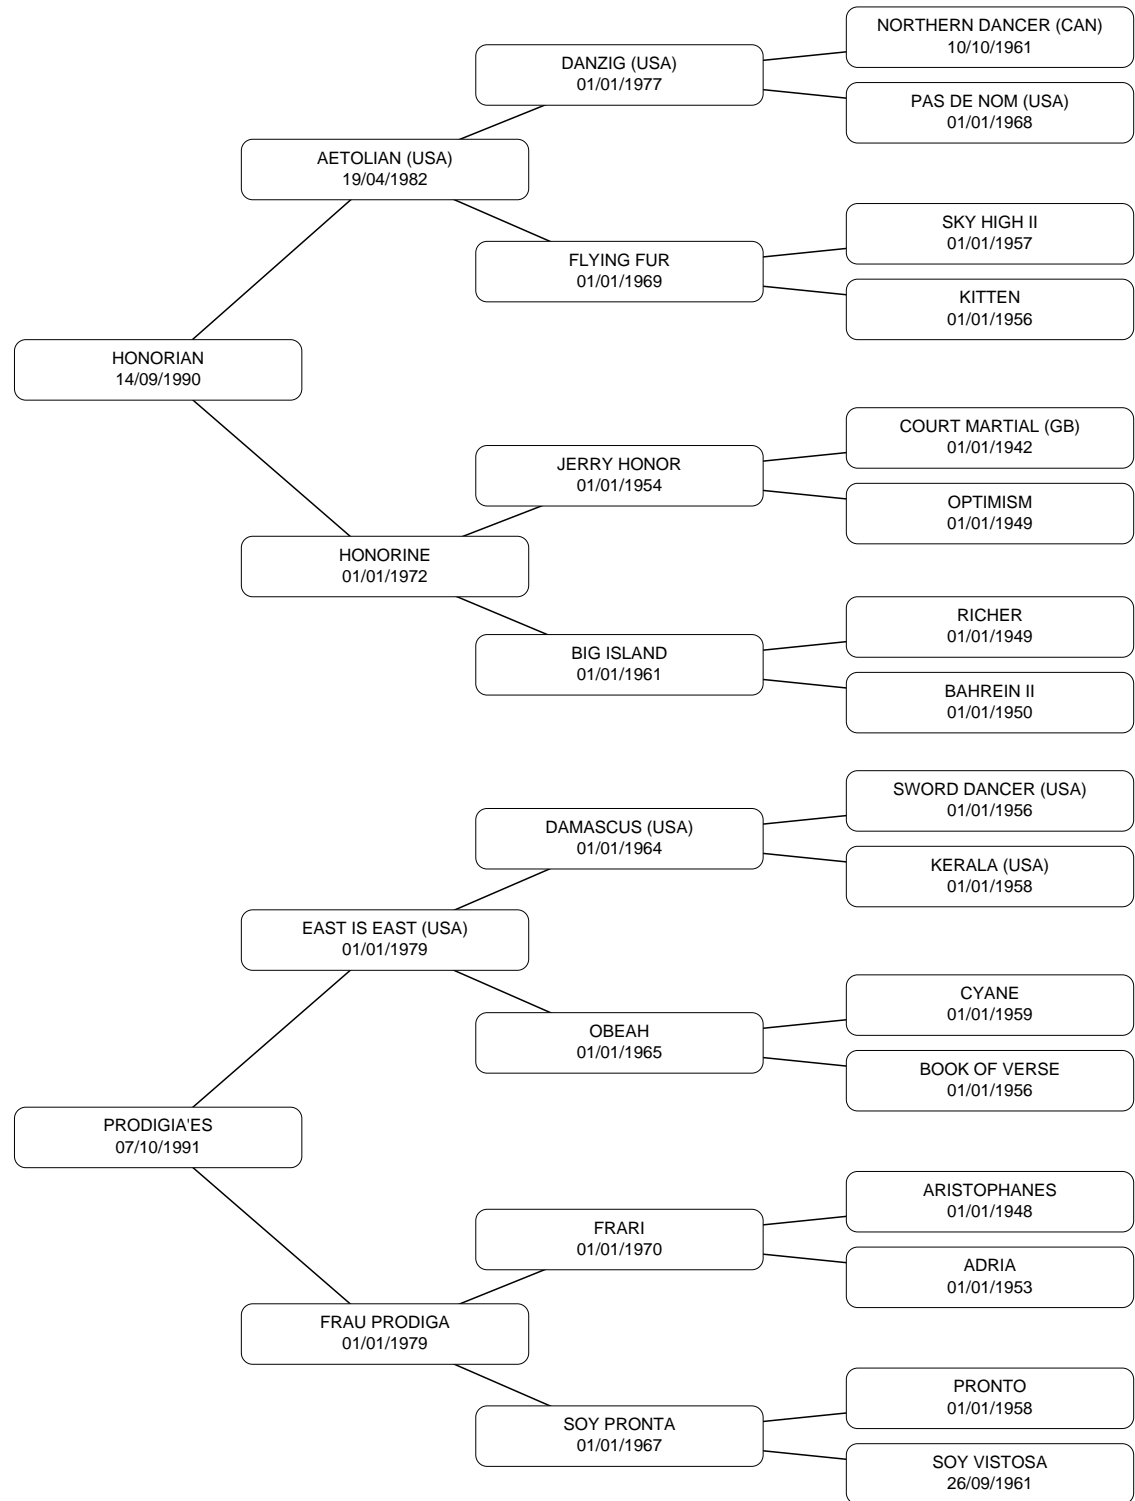 NORTHERN DANCER (CAN)
10/10/1961
DANZIG (USA)
01/01/1977
PAS DE NOM (USA)
01/01/1968
AETOLIAN (USA)
19/04/1982
SKY HIGH II
01/01/1957
FLYING FUR
01/01/1969
KITTEN
01/01/1956
HONORIAN
14/09/1990
COURT MARTIAL (GB)
01/01/1942
JERRY HONOR
01/01/1954
OPTIMISM
01/01/1949
HONORINE
01/01/1972
RICHER
01/01/1949
BIG ISLAND
01/01/1961
BAHREIN II
01/01/1950
SWORD DANCER (USA)
01/01/1956
DAMASCUS (USA)
01/01/1964
KERALA (USA)
01/01/1958
EAST IS EAST (USA)
01/01/1979
CYANE
01/01/1959
OBEAH
01/01/1965
BOOK OF VERSE
01/01/1956
PRODIGIA'ES
07/10/1991
ARISTOPHANES
01/01/1948
FRARI
01/01/1970
ADRIA
01/01/1953
FRAU PRODIGA
01/01/1979
PRONTO
01/01/1958
SOY PRONTA
01/01/1967
SOY VISTOSA
26/09/1961